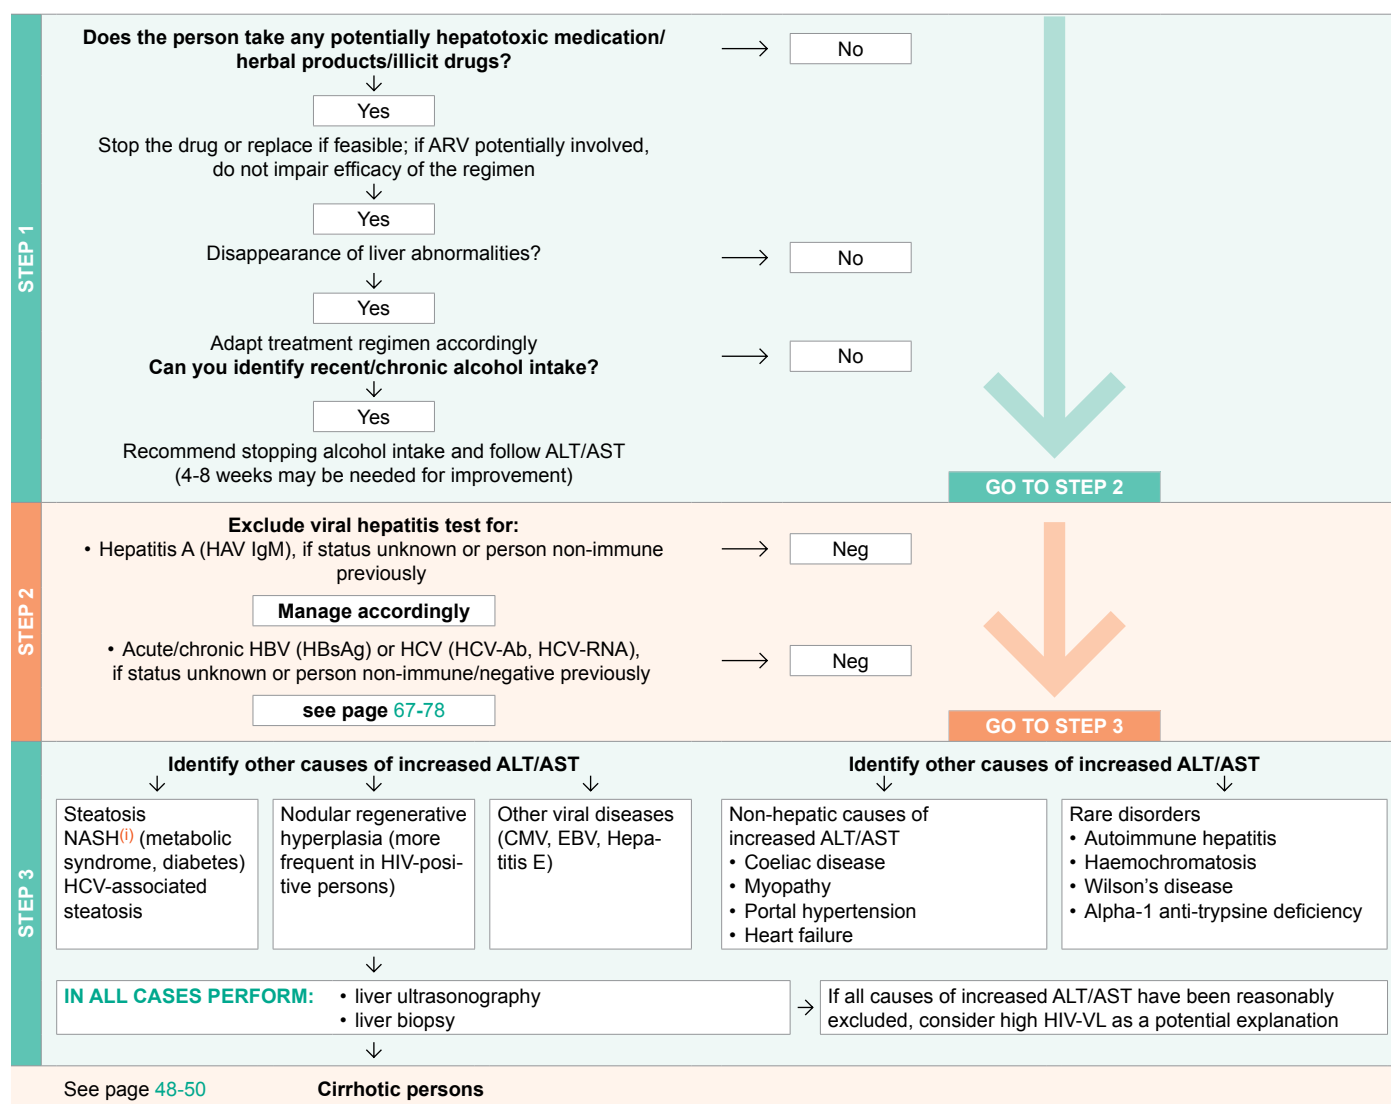 STEP 1
Does the person take any potentially hepatotoxic medication/
herbal products/illicit drugs?
No
Yes
Stop the drug or replace if feasible; if ARV potentially involved,
do not impair efficacy of the regimen
Yes
Disappearance of liver abnormalities?
No
Yes
Adapt treatment regimen accordingly
Can you identify recent/chronic alcohol intake?
No
Yes
Recommend stopping alcohol intake and follow ALT/AST
(4-8 weeks may be needed for improvement)
GO TO STEP 2
STEP 2
Exclude viral hepatitis test for:
• Hepatitis A (HAV IgM), if status unknown or person non-immune
previously
Neg
Manage accordingly
• Acute/chronic HBV (HBsAg) or HCV (HCV-Ab, HCV-RNA),
if status unknown or person non-immune/negative previously
Neg
see page 67-78
GO TO STEP 3
STEP 3
Identify other causes of increased ALT/AST
Steatosis
NASH(i) (metabolic
syndrome, diabetes)
HCV-associated
steatosis
Nodular regenerative
hyperplasia (more
frequent in HIV-posi-
tive persons)
Other viral diseases
(CMV, EBV, Hepa-
titis E)
Identify other causes of increased ALT/AST
Non-hepatic causes of
increased ALT/AST
• Coeliac disease
• Myopathy
• Portal hypertension
• Heart failure
Rare disorders
• Autoimmune hepatitis
• Haemochromatosis
• Wilson's disease
• Alpha-1 anti-trypsine deficiency
IN ALL CASES PERFORM:
• liver ultrasonography
• liver biopsy
If all causes of increased ALT/AST have been reasonably
excluded, consider high HIV-VL as a potential explanation
See page 48-50
Cirrhotic persons